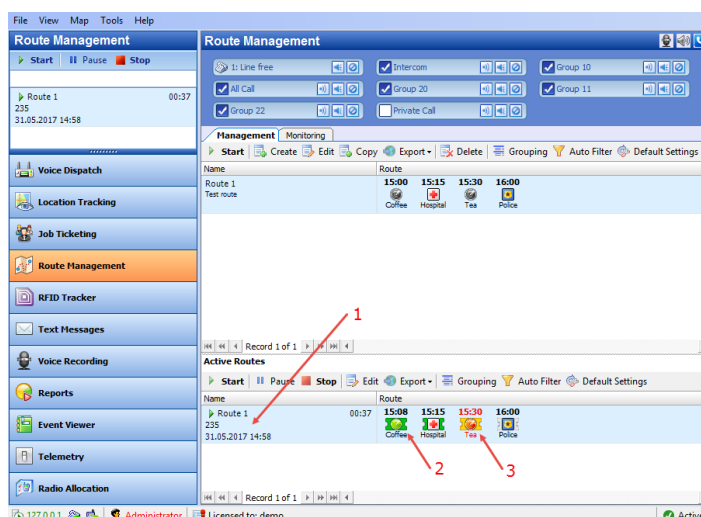 File View Map Tools Help
Route Management
Start Pause Stop
Route 1 00:37
235
31.05.2017 14:58
Voice Dispatch
Location Tracking
Job Ticketing
Route Management
RFID Tracker
Text Messages
Voice Recording
Reports
Event Viewer
Telemetry
Radio Allocation
Route Management
1: Line free Intercom Group 10
All Call Group 20 Group 11
Group 22 Private Call
Management Monitoring
Start Create Edit Copy Export Delete Grouping Auto Filter Default Settings
Name Route
Route 1 15:00 15:15 15:30 16:00
Test route
Coffee Hospital Tea Police
1
Record 1 of 1
Active Routes
Start Pause Stop Edit Export Grouping Auto Filter Default Settings
Name Route
Route 1 00:37 15:08 15:15 15:30 16:00
235
31.05.2017 14:58
Coffee Hospital Tea Police
2 3
Record 1 of 1
127.0.0.1 Administrator Licensed to: demo Active